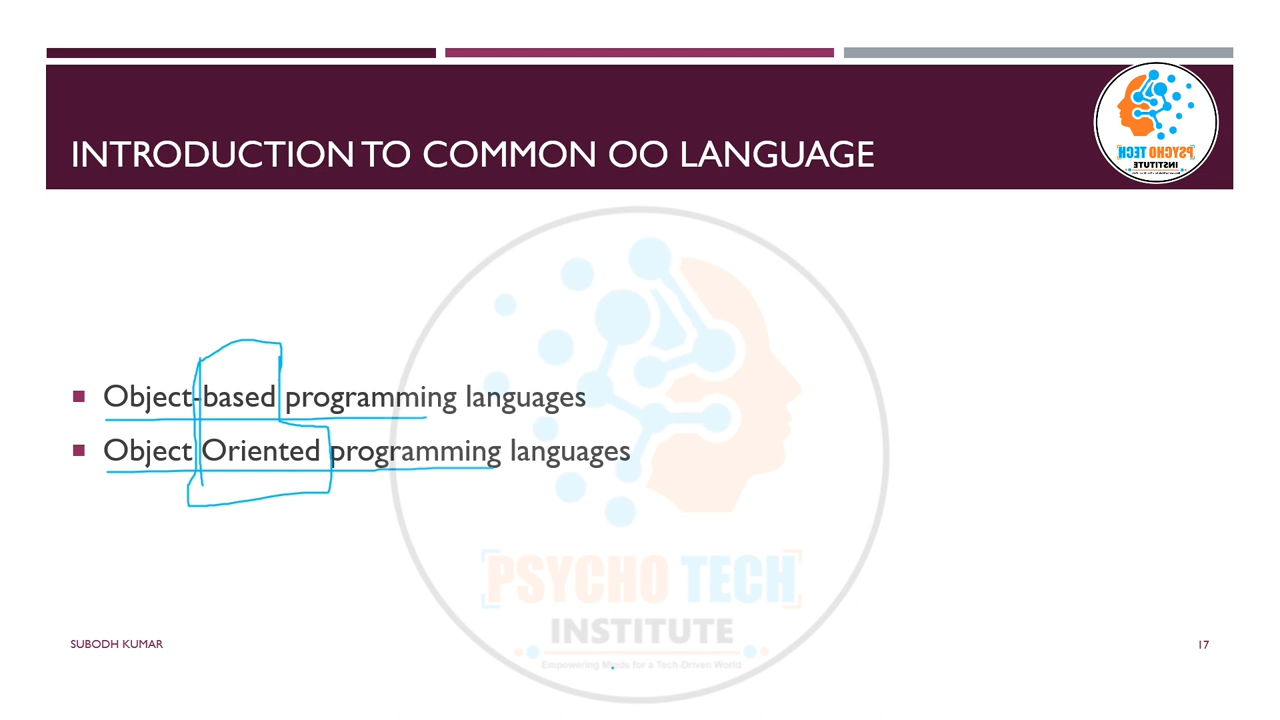 INTRODUCTION TO COMMON OO LANGUAGE
PSYCHO TECH
INSTITUTE
Object-based programming languages
Object Oriented programming languages
PSYCHO TECH
INSTITUTE
Empowering Minds for a Tech-Driven World
SUBODH KUMAR
17